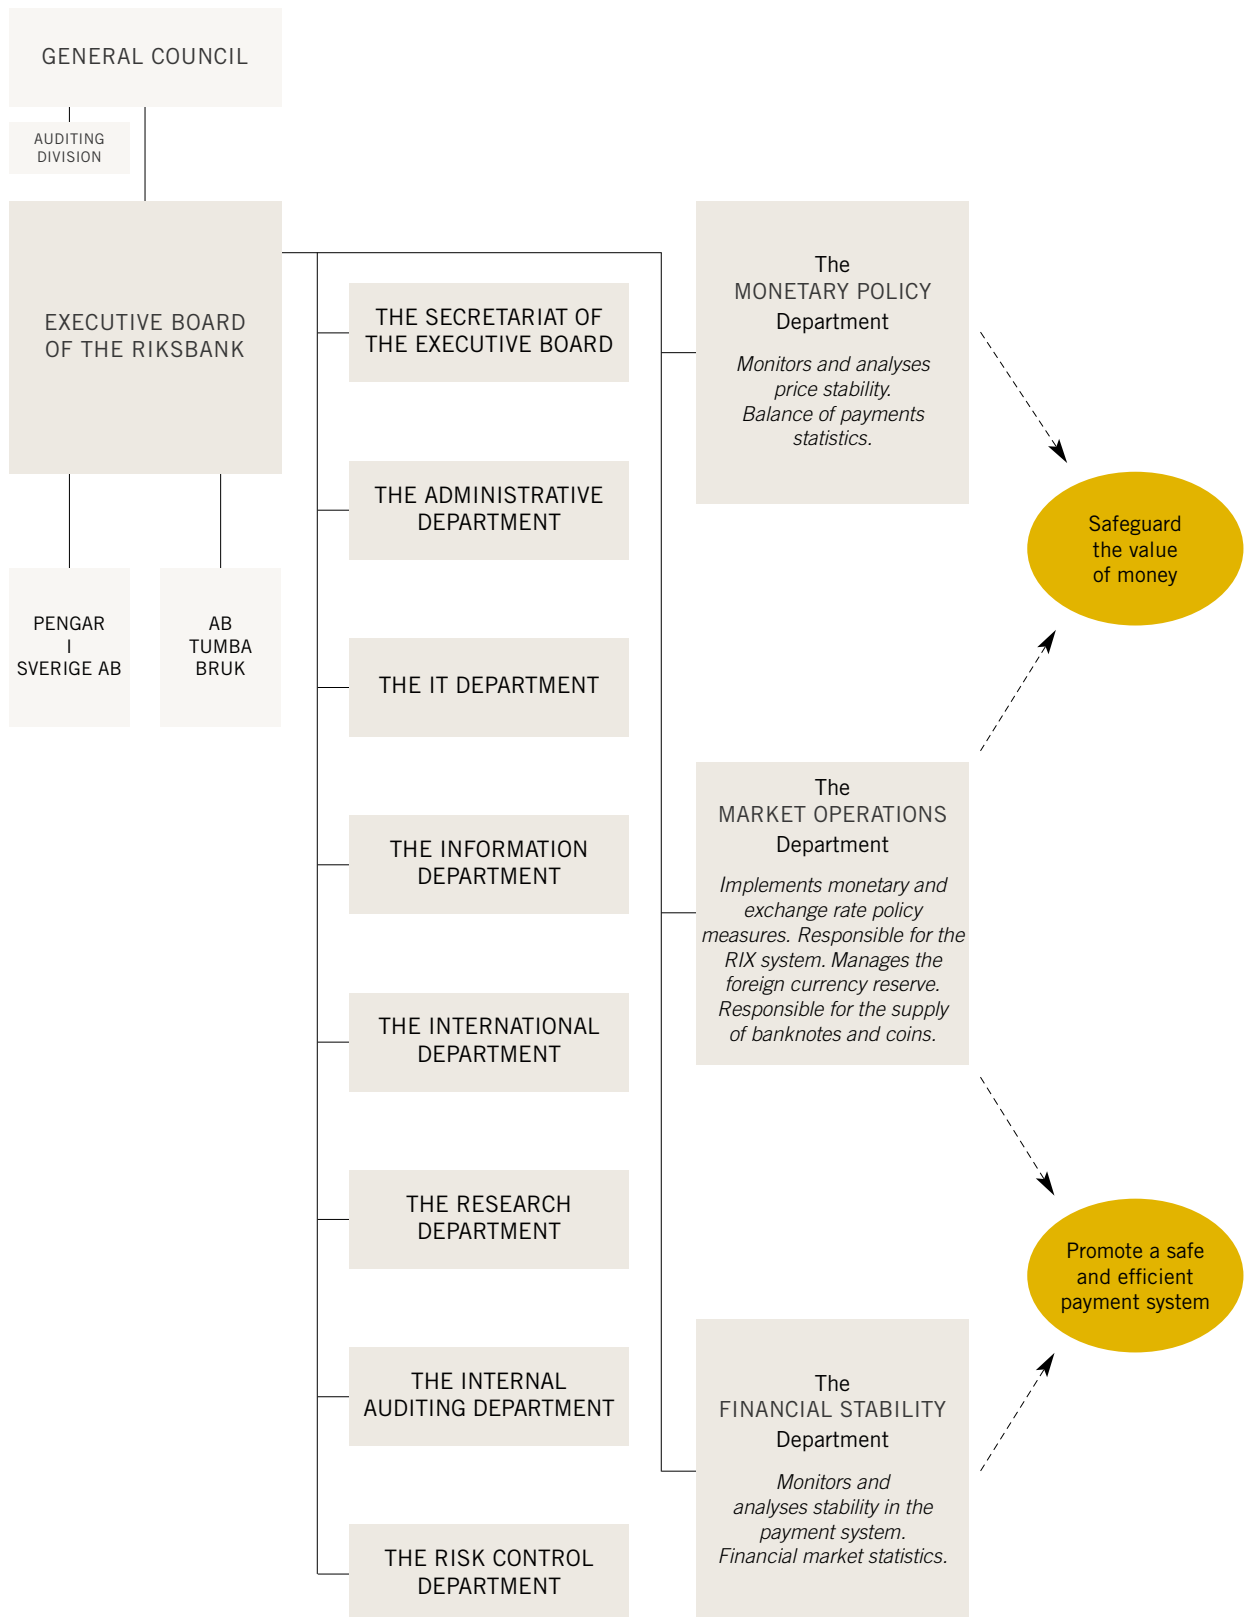 GENERAL COUNCIL
AUDITING
DIVISION
EXECUTIVE BOARD
OF THE RIKSBANK
PENGAR
I
SVERIGE AB
AB
TUMBA
BRUK
THE SECRETARIAT OF
THE EXECUTIVE BOARD
THE ADMINISTRATIVE
DEPARTMENT
THE IT DEPARTMENT
THE INFORMATION
DEPARTMENT
THE INTERNATIONAL
DEPARTMENT
THE RESEARCH
DEPARTMENT
THE INTERNAL
AUDITING DEPARTMENT
THE RISK CONTROL
DEPARTMENT
The
MONETARY POLICY
Department
Monitors and analyses
price stability.
Balance of payments
statistics.
The
MARKET OPERATIONS
Department
Implements monetary and
exchange rate policy
measures. Responsible for the
RIX system. Manages the
foreign currency reserve.
Responsible for the supply
of banknotes and coins.
The
FINANCIAL STABILITY
Department
Monitors and
analyses stability in the
payment system.
Financial market statistics.
Safeguard
the value
of money
Promote a safe
and efficient
payment system